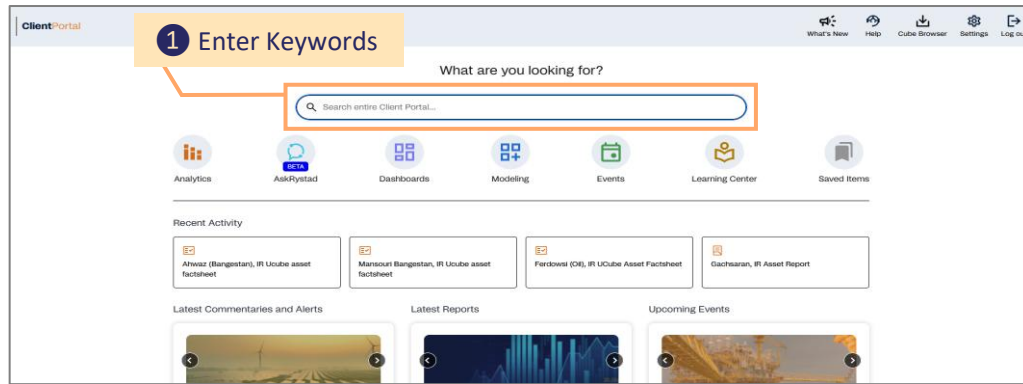 ClientPortal
❶ Enter Keywords
What's New
Help
Cube Browser
Settings
Log ou
What are you looking for?
Search entire Client Portal...
BETA
Analytics
AskRystad
Dashboards
Modeling
Events
Learning Center
Saved Items
Recent Activity
Ahwaz (Bangestan), IR Ucube asset
factsheet
Mansouri Bangestan, IR Ucube asset
factsheet
Ferdowsi (Oil), IR UCube Asset Factsheet
Gachsaran, IR Asset Report
Latest Commentaries and Alerts
Latest Reports
Upcoming Events